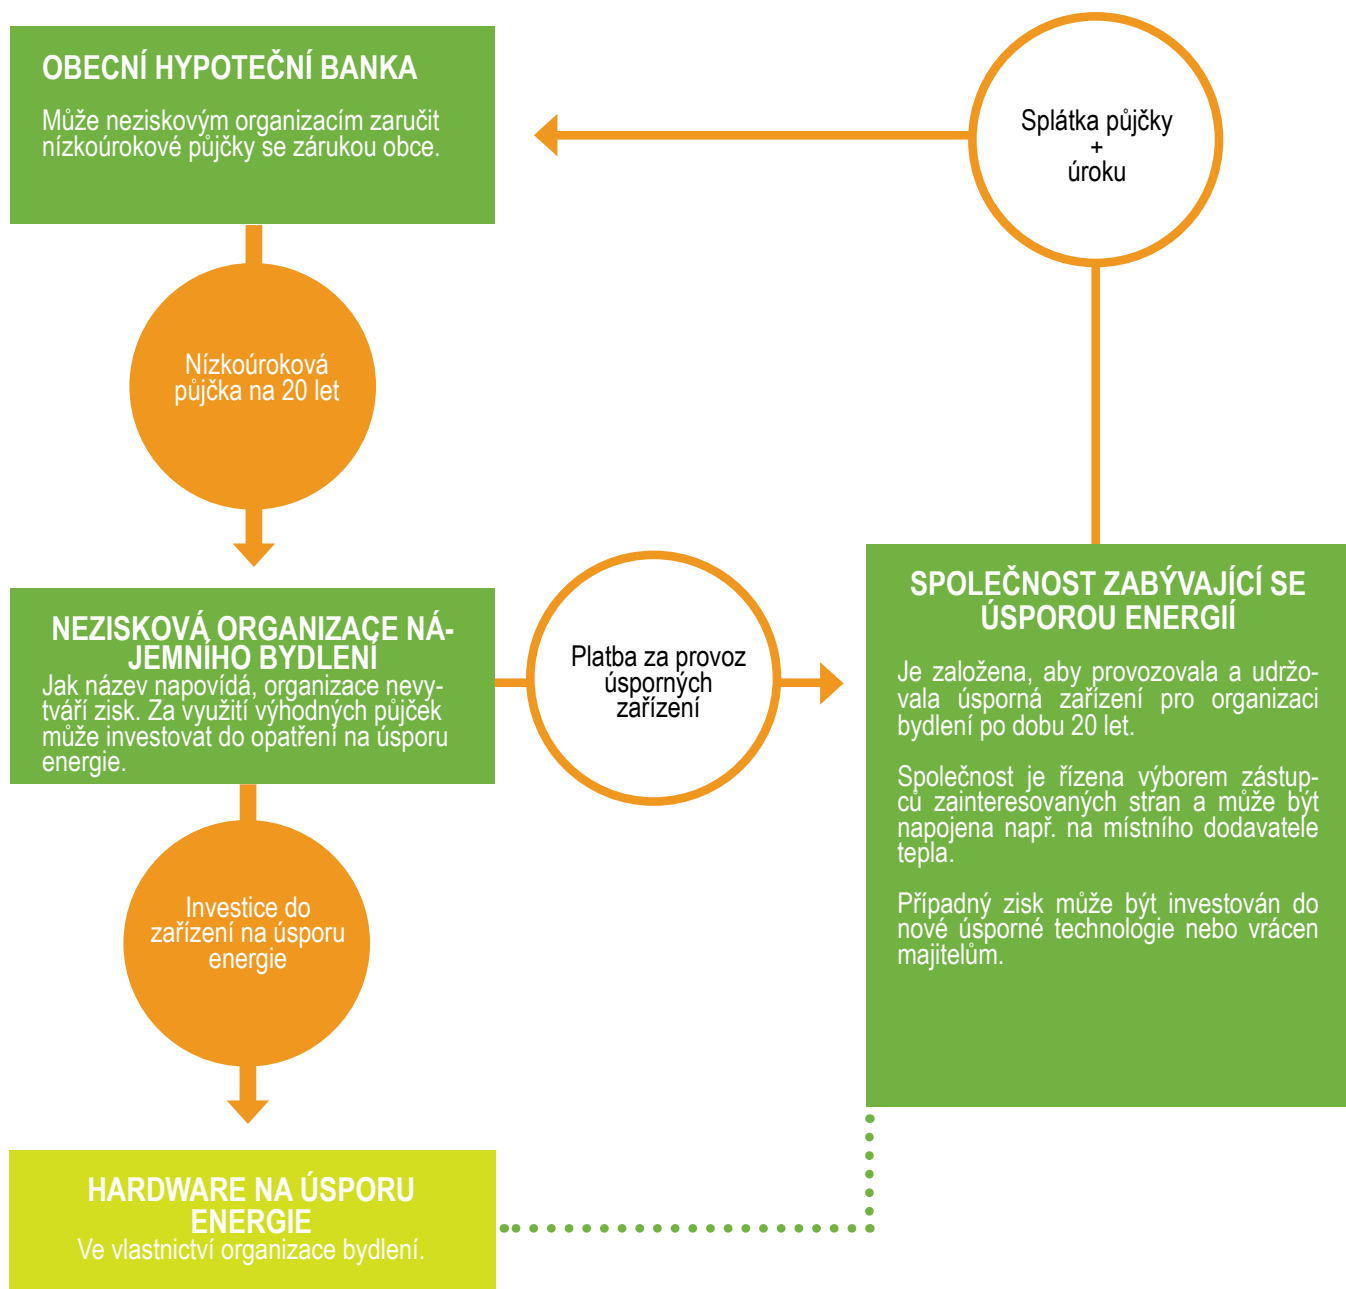 OBECNÍ HYPOTEČNÍ BANKA
Může neziskovým organizacím zaručit
nízkoúrokové půjčky se zárukou obce.
Splátka půjčky
+
úroku
Nízkoúroková
půjčka na 20 let
NEZISKOVÁ ORGANIZACE NÁ-
JEMNÍHO BYDLENÍ
Jak název napovídá, organizace nevy-
tváří zisk. Za využití výhodných půjček
může investovat do opatření na úsporu
energie.
Platba za provoz
úsporných
zařízení
SPOLEČNOST ZABÝVAJÍCÍ SE
ÚSPOROU ENERGIÍ
Je založena, aby provozovala a udržo-
vala úsporná zařízení pro organizaci
bydlení po dobu 20 let.
Společnost je řízena výborem zástup-
ců zainteresovaných stran a může být
napojena např. na místního dodavatele
tepla.
Případný zisk může být investován do
nové úsporné technologie nebo vrácen
majitelům.
Investice do
zařízení na úsporu
energie
HARDWARE NA ÚSPORU
ENERGIE
Ve vlastnictví organizace bydlení.